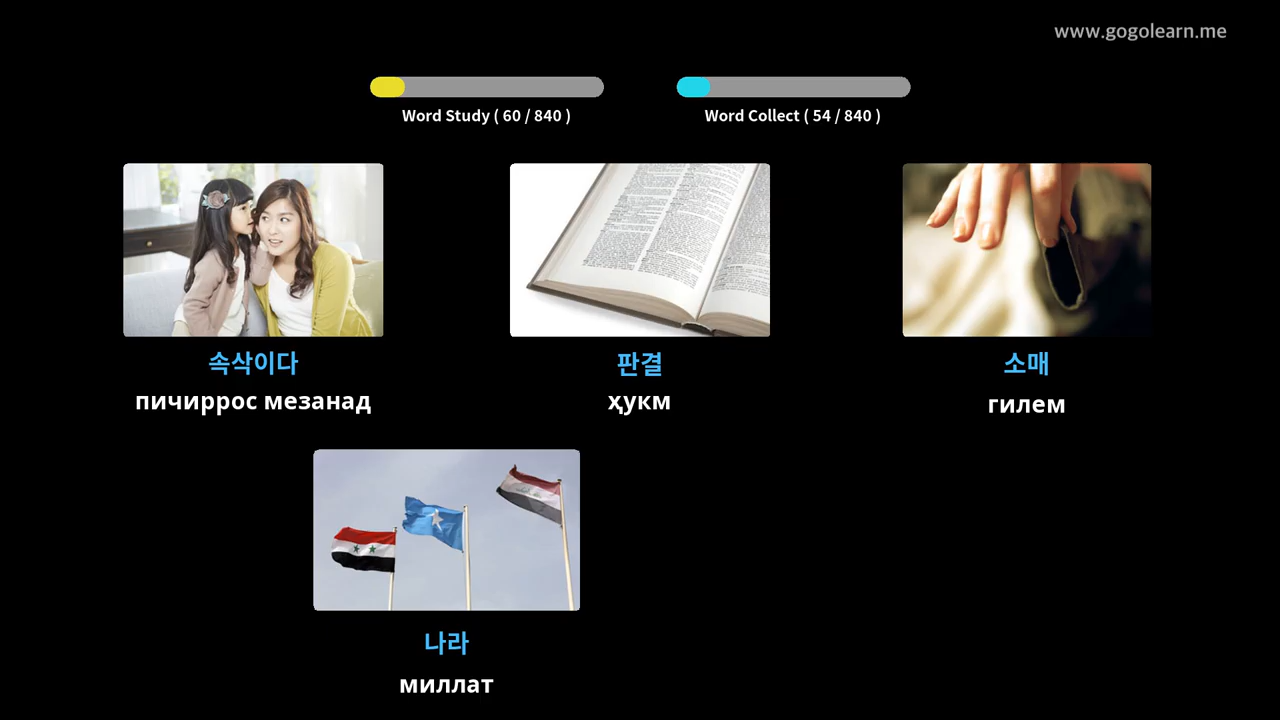 www.gogolearn.me
Word Study ( 60 / 840 )
Word Collect ( 54 / 840 )
속삭이다
пичиррос мезанад
판결
ҳукм
소매
гилем
나라
миллат